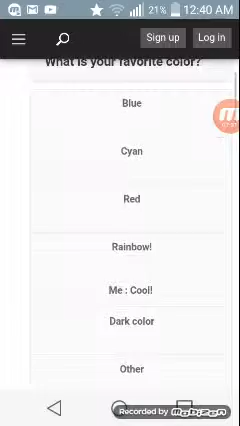 21% 12:40 AM
Sign up Log in
What is your favorite color?
Blue
Cyan
Red
Rainbow!
Me : Cool!
Dark color
Other
Recorded by Mobizen